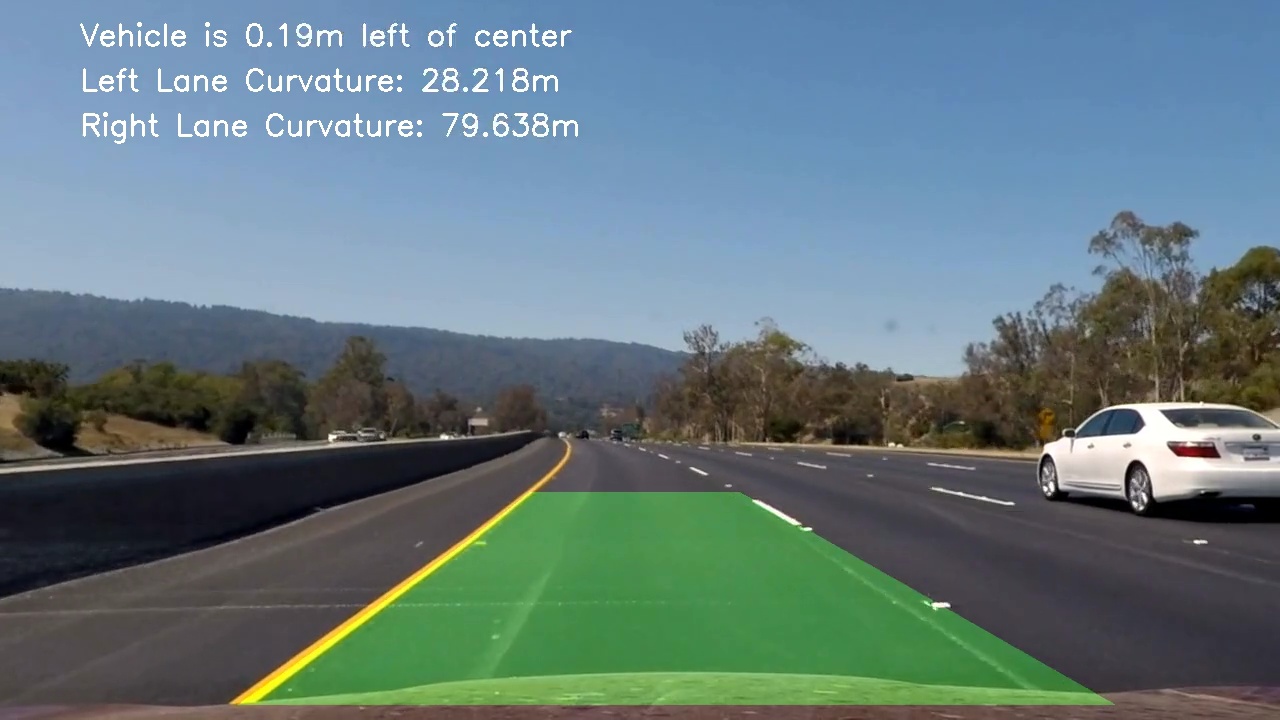 Vehicle is 0.19m left of center
Left Lane Curvature: 28.218m
Right Lane Curvature: 79.638m